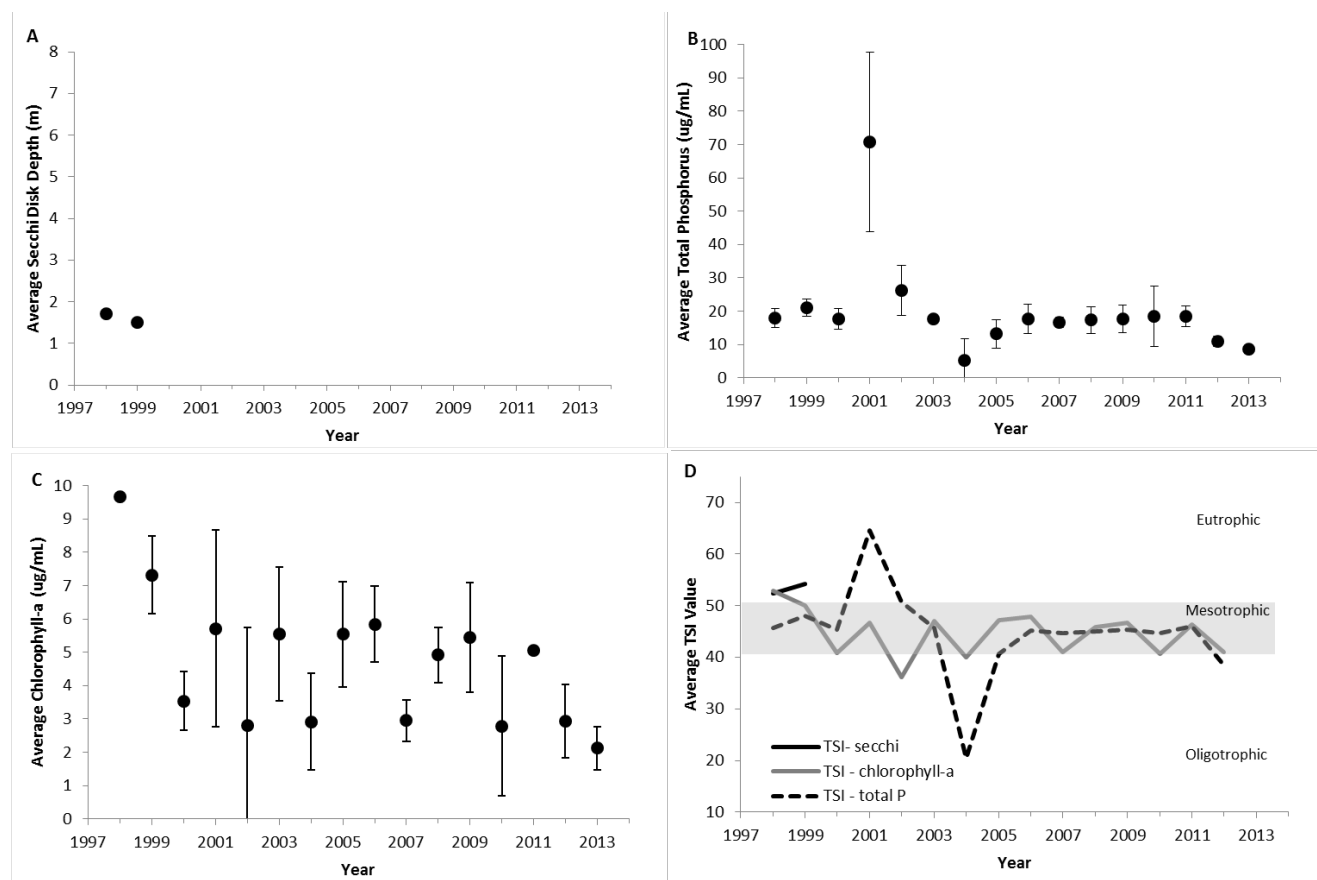 A
Average Secchi Disk Depth (m)
8
7
6
5
4
3
2
1
0
1997 1999 2001 2003 2005 2007 2009 2011 2013
Year
B
Average Total Phosphorus (ug/mL)
100
90
80
70
60
50
40
30
20
10
0
1997 1999 2001 2003 2005 2007 2009 2011 2013
Year
C
Average Chlorophyll-a (ug/mL)
10
9
8
7
6
5
4
3
2
1
0
1997 1999 2001 2003 2005 2007 2009 2011 2013
Year
D
Average TSI Value
70
60
50
40
30
20
10
Eutrophic
Mesotrophic
Oligotrophic
TSI- secchi
TSI - chlorophyll-a
TSI - total P
1997 1999 2001 2003 2005 2007 2009 2011 2013
Year